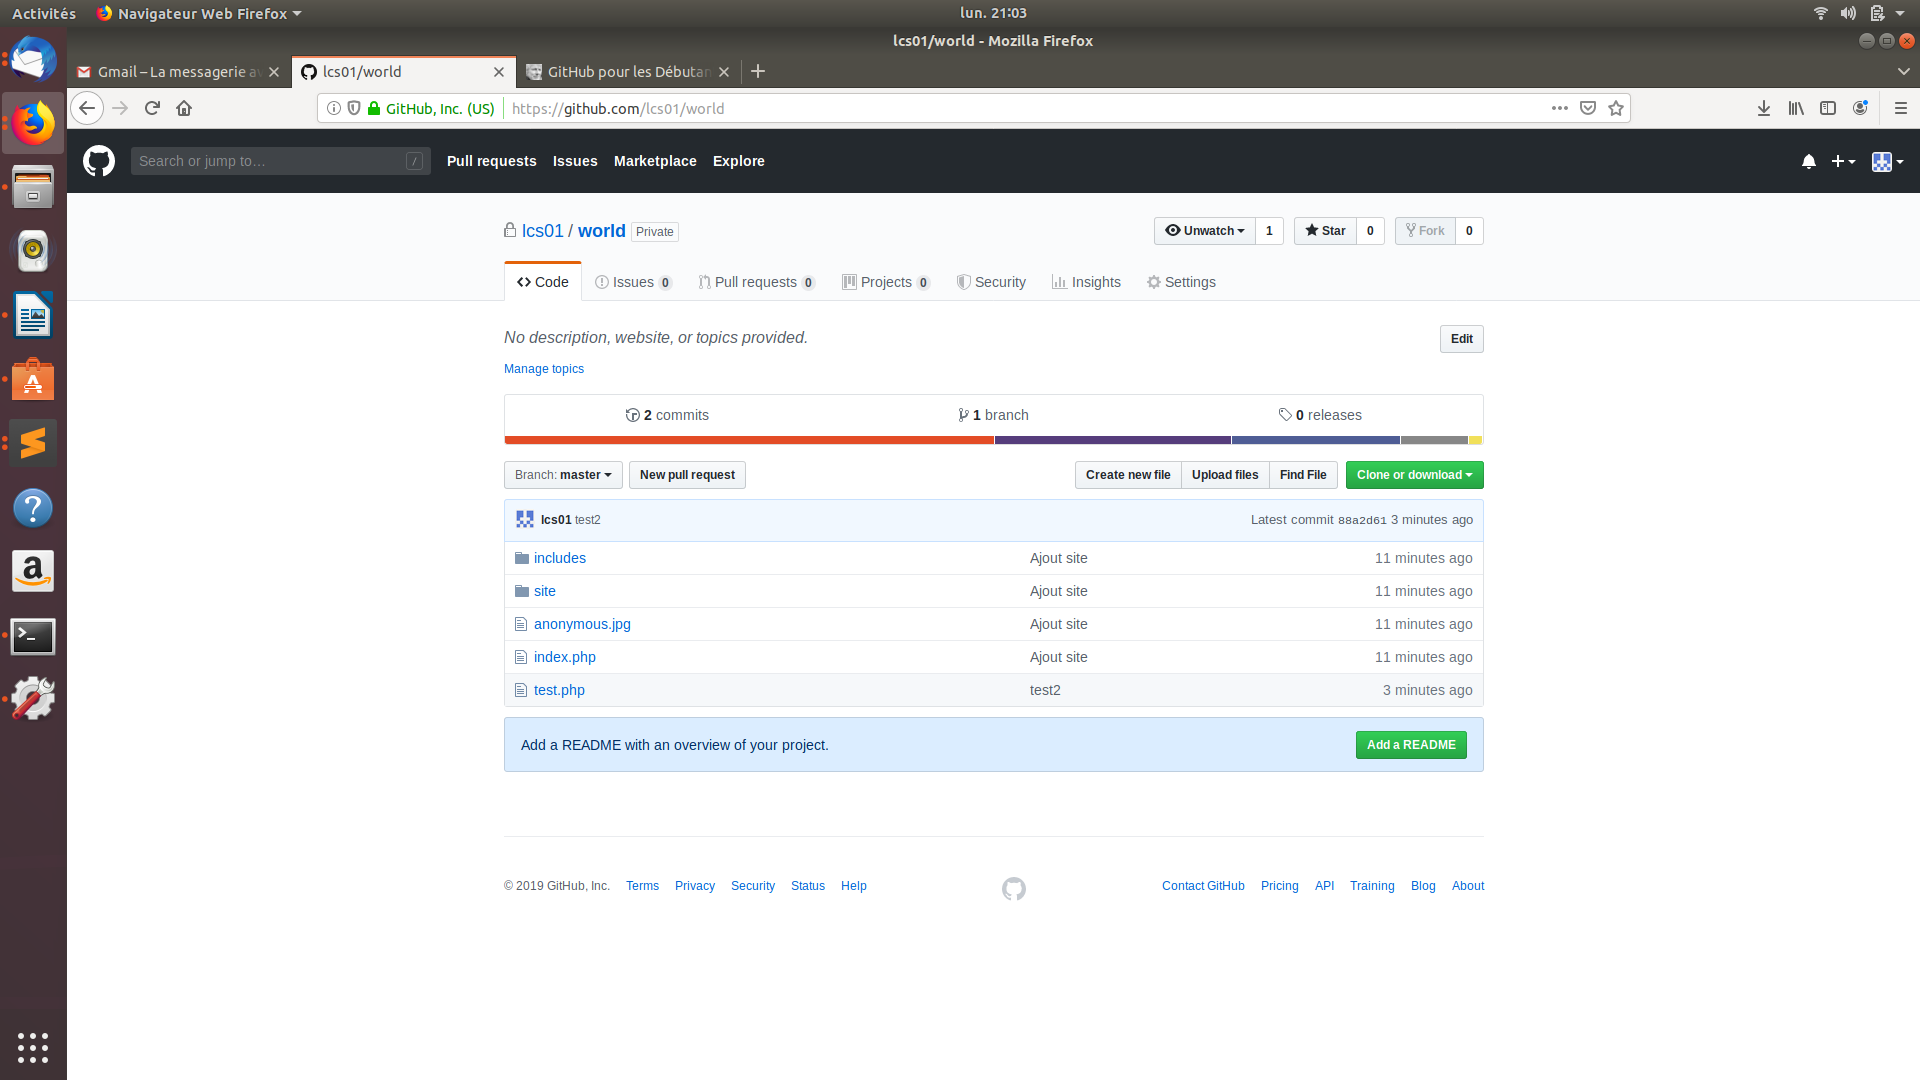 Activités Navigateur Web Firefox lun. 21:03
lcs01/world - Mozilla Firefox
Gmail – La messagerie av lcs01/world GitHub pour les Débutan
GitHub, Inc. (US) https://github.com/lcs01/world
Search or jump to… / Pull requests Issues Marketplace Explore
lcs01 / world Private Unwatch 1 Star 0 Fork 0
Code Issues 0 Pull requests 0 Projects 0 Security Insights Settings
No description, website, or topics provided. Edit
Manage topics
2 commits 1 branch 0 releases
Branch: master New pull request Create new file Upload files Find File Clone or download
lcs01 test2 Latest commit 88a2d61 3 minutes ago
includes Ajout site 11 minutes ago
site Ajout site 11 minutes ago
anonymous.jpg Ajout site 11 minutes ago
index.php Ajout site 11 minutes ago
test.php test2 3 minutes ago
Add a README with an overview of your project. Add a README
© 2019 GitHub, Inc. Terms Privacy Security Status Help Contact GitHub Pricing API Training Blog About